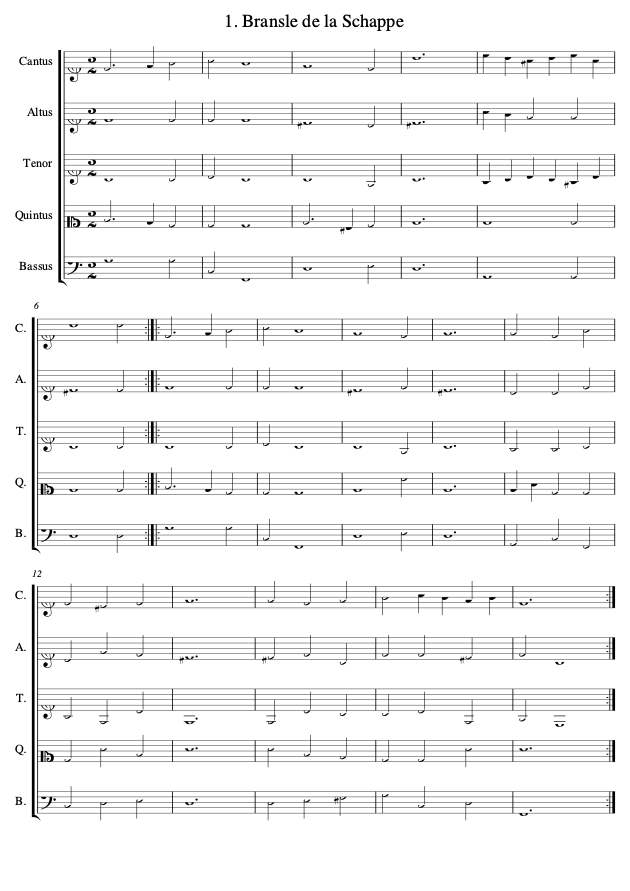 1. Bransle de la Schappe
Cantus
Altus
Tenor
Quintus
Bassus
6
C.
A.
T.
Q.
B.
12
C.
A.
T.
Q.
B.